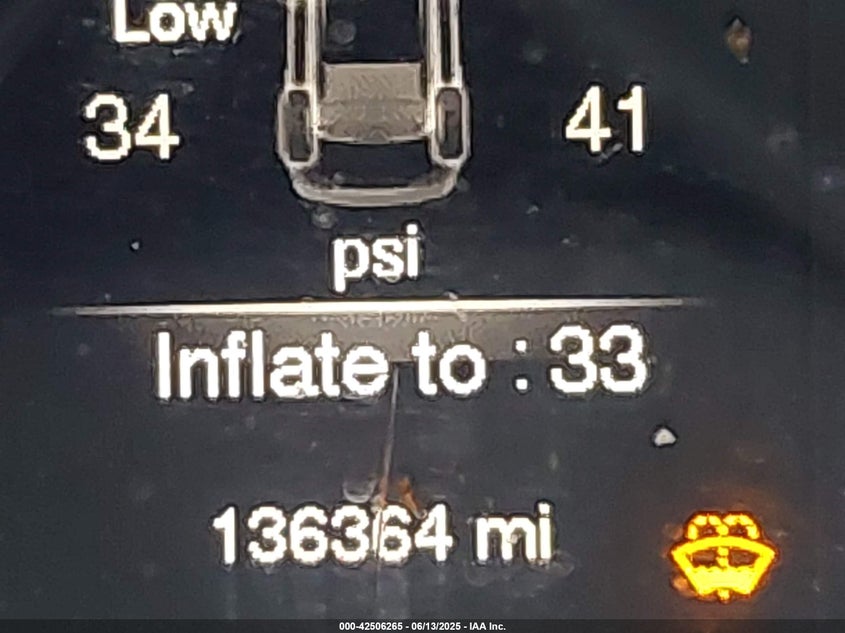 Low
34 41
psi
Inflate to : 33
136364 mi
000-42506265 - 06/13/2025 - IAA Inc.